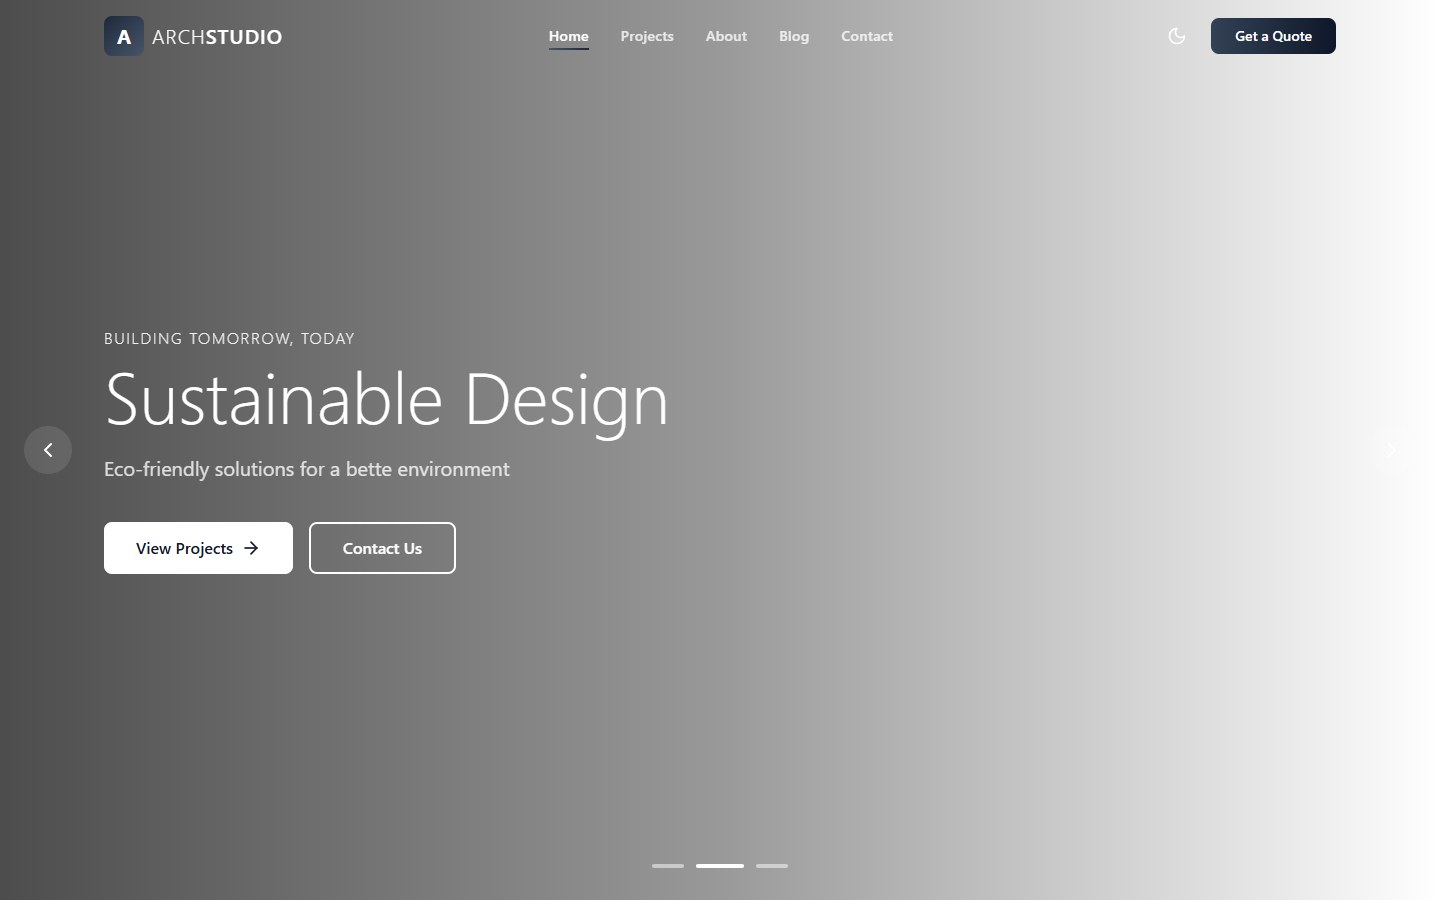 A ARCHSTUDIO
Home Projects About Blog Contact
Get a Quote
BUILDING TOMORROW, TODAY
Sustainable Design
Eco-friendly solutions for a bette environment
View Projects
Contact Us